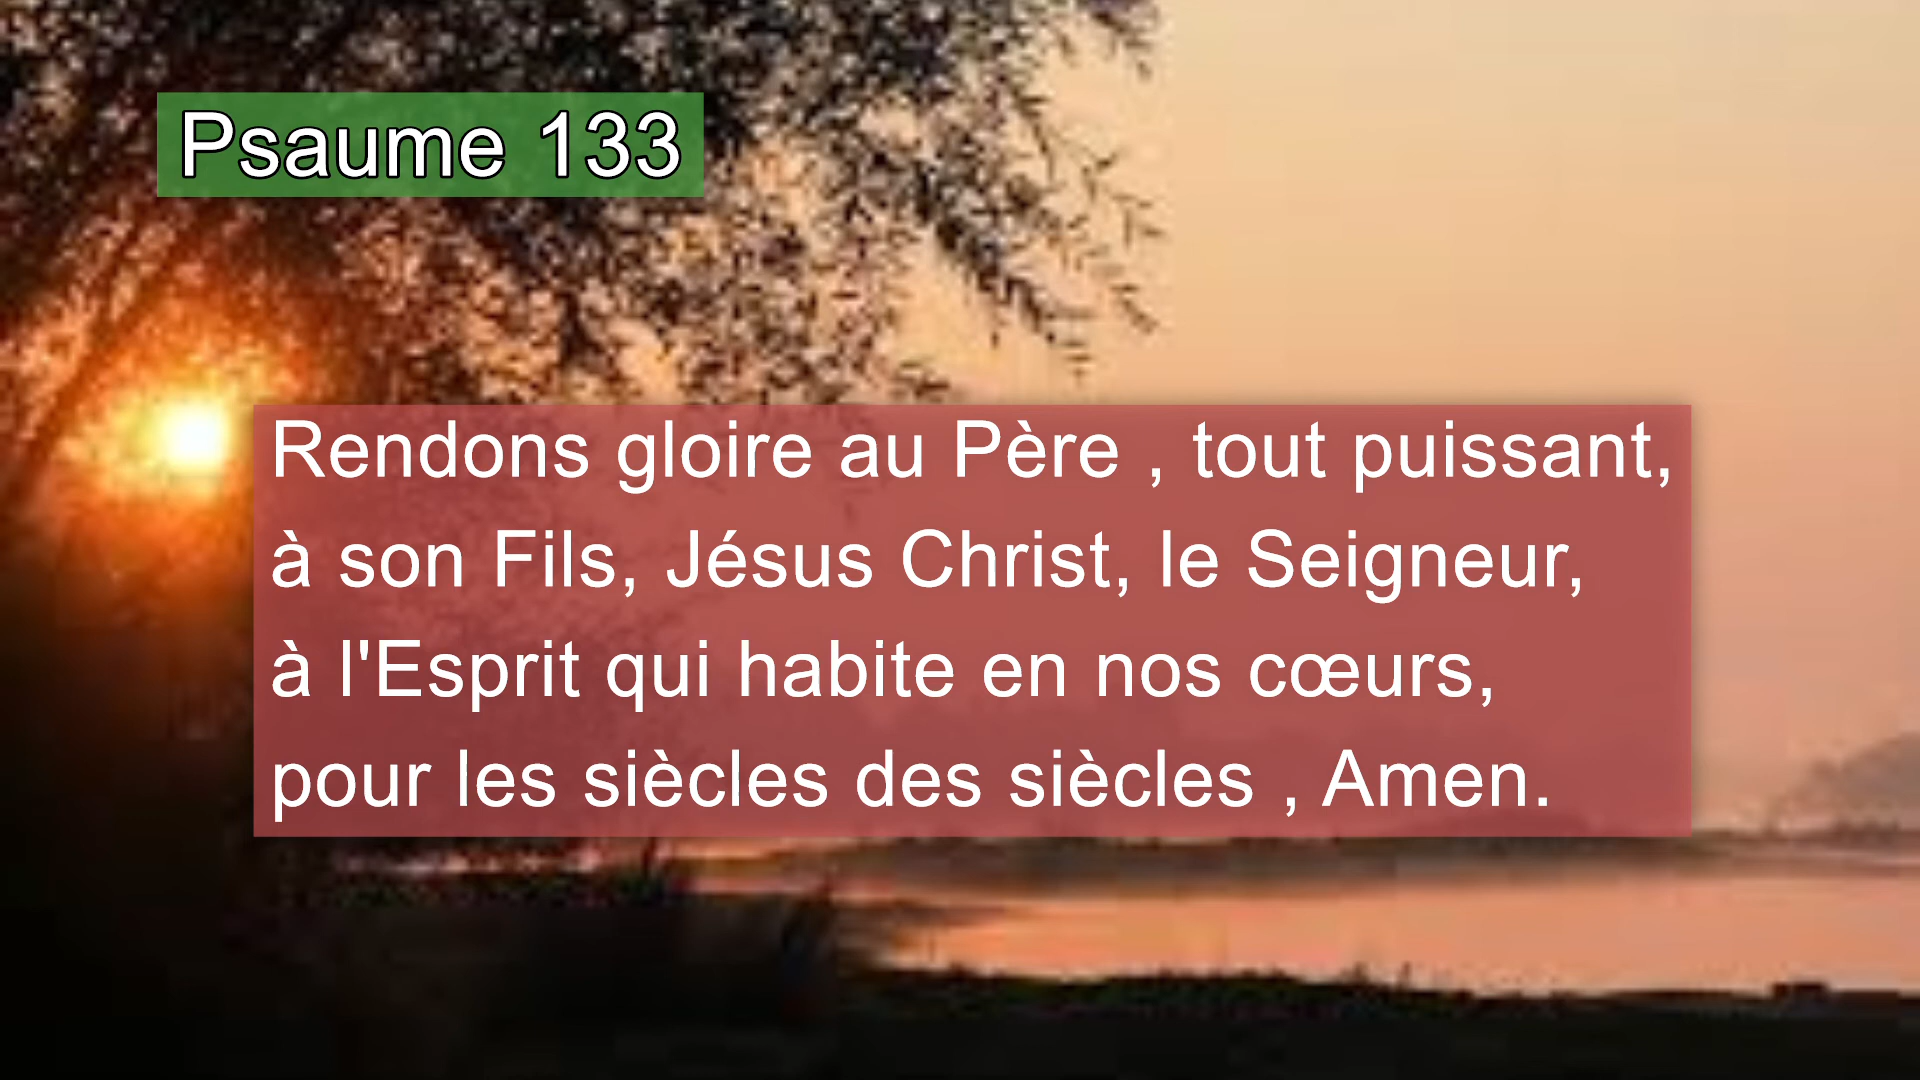 Psaume 133
Rendons gloire au Père , tout puissant,
à son Fils, Jésus Christ, le Seigneur,
à l'Esprit qui habite en nos cœurs,
pour les siècles des siècles , Amen.